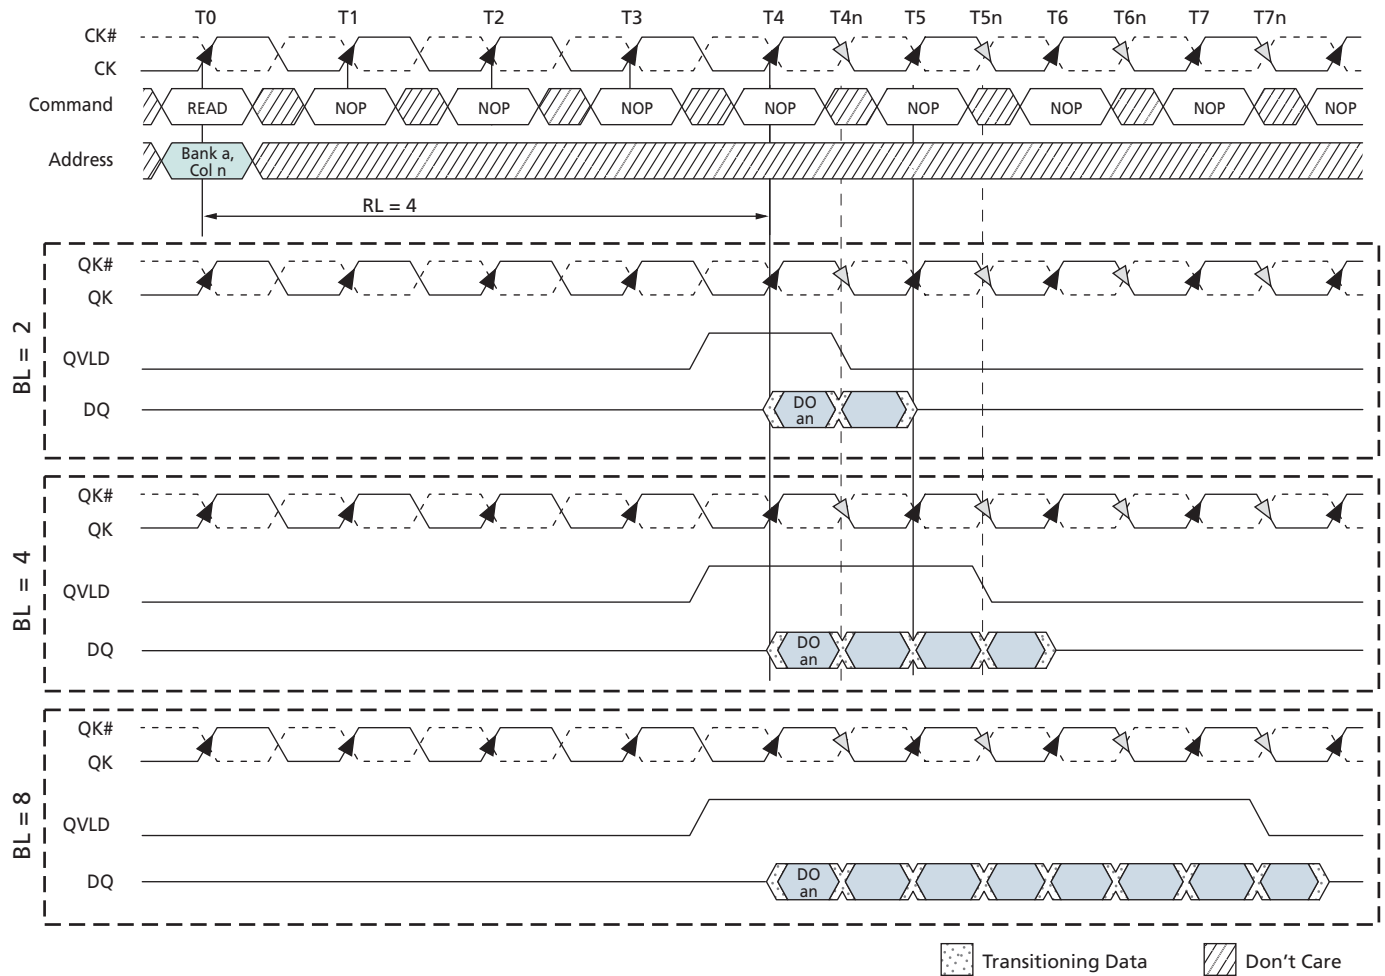 T0 T1 T2 T3 T4 T4n T5 T5n T6 T6n T7 T7n
CK#
CK
Command READ NOP NOP NOP NOP NOP NOP NOP NOP
Address Bank a,
Col n
RL = 4
BL = 2
QK#
QK
QVLD
DQ DO
an
BL = 4
QK#
QK
QVLD
DQ DO
an
BL = 8
QK#
QK
QVLD
DQ DO
an
Transitioning Data Don't Care